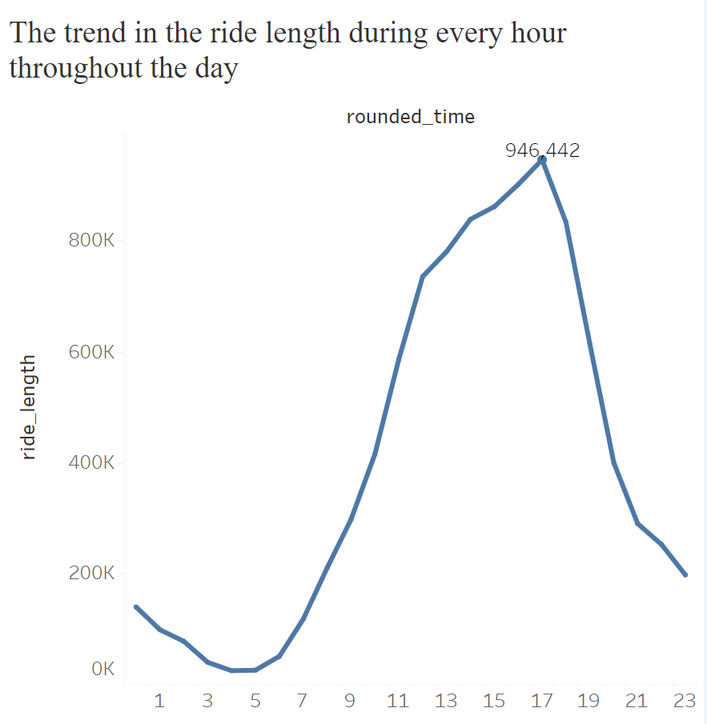 The trend in the ride length during every hour
throughout the day
rounded_time
946,442
800K
600K
400K
200K
0K
ride_length
1 3 5 7 9 11 13 15 17 19 21 23